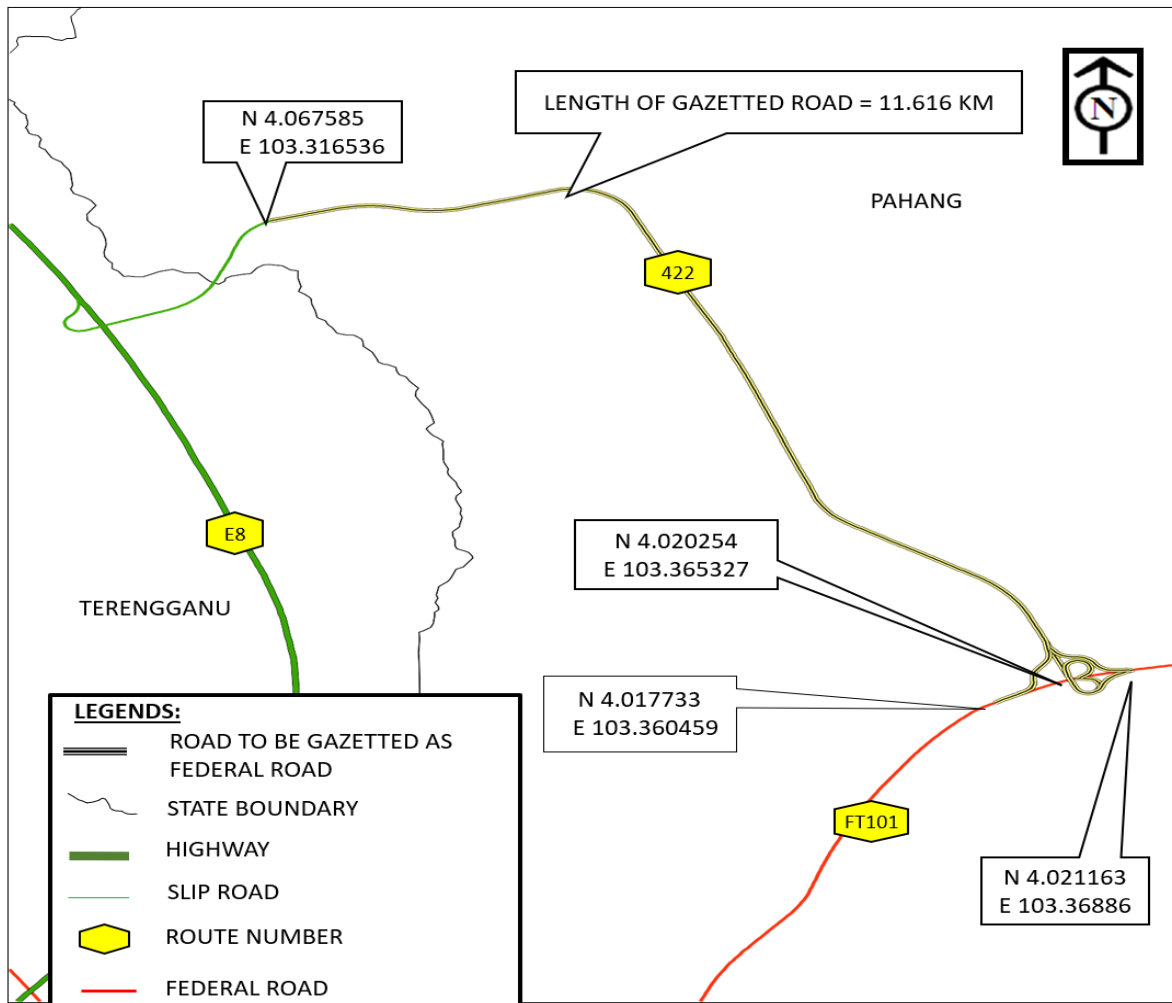 N 4.067585
E 103.316536
LENGTH OF GAZETTED ROAD = 11.616 KM
N
PAHANG
422
E8
N 4.020254
E 103.365327
TERENGGANU
N 4.017733
E 103.360459
FT101
N 4.021163
E 103.36886
LEGENDS:
ROAD TO BE GAZETTED AS
FEDERAL ROAD
STATE BOUNDARY
HIGHWAY
SLIP ROAD
ROUTE NUMBER
FEDERAL ROAD